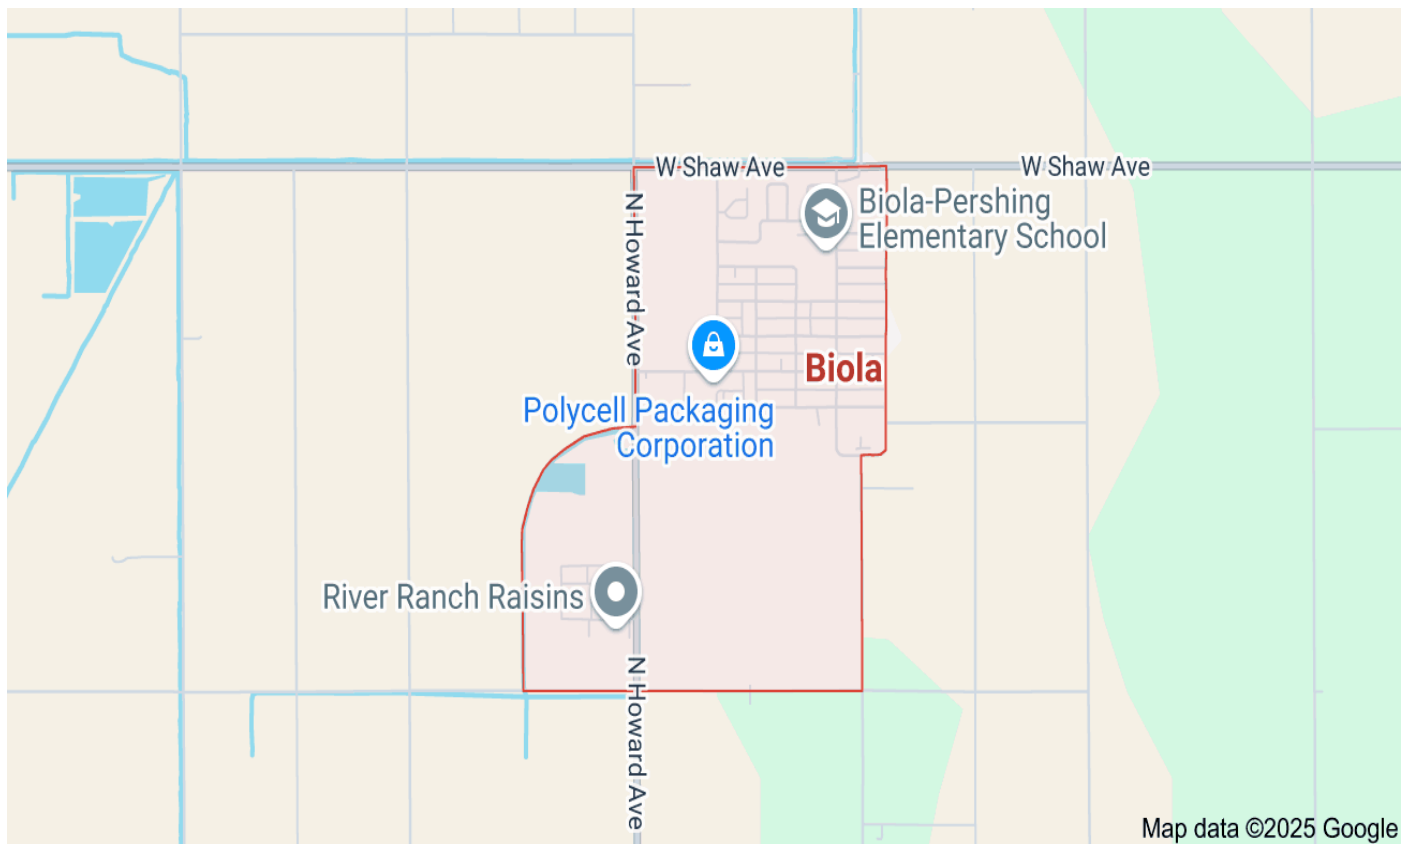 W Shaw Ave
W Shaw Ave
N Howard Ave
Biola-Pershing
Elementary School
Biola
Polycell Packaging
Corporation
River Ranch Raisins
N Howard Ave
Map data ©2025 Google